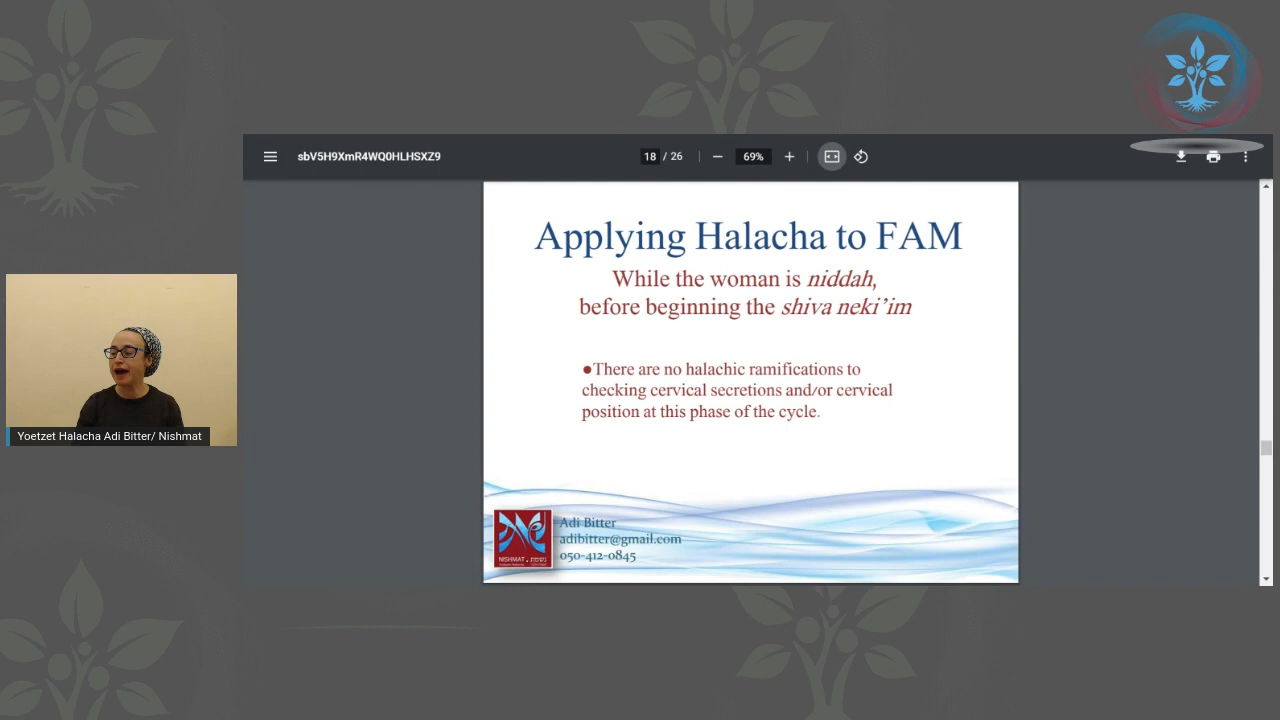 sbV5H9XmR4WQ0HLHSXZ9
18 / 26
69%
Applying Halacha to FAM
While the woman is niddah,
before beginning the shiva neki'im
●There are no halachic ramifications to
checking cervical secretions and/or cervical
position at this phase of the cycle.
Adi Bitter
adibitter@gmail.com
050-412-0845
NISHMAT . נשמת
Yoetzet Halacha Adi Bitter/ Nishmat